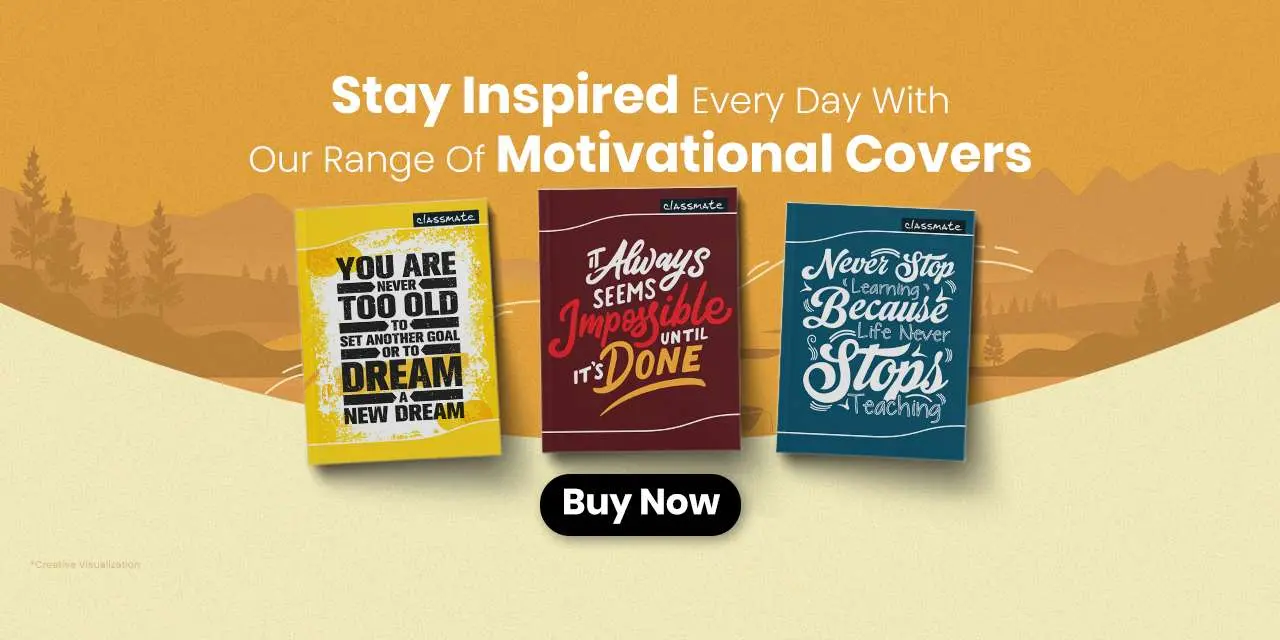 Stay Inspired Every Day With
Our Range Of Motivational Covers
classmate
YOU ARE
NEVER
TOO OLD
TO
SET ANOTHER GOAL
OR TO
DREAM
A
NEW DREAM
classmate
IT Always
SEEMS
Impossible
UNTIL
IT'S DONE
classmate
Never Stop
Learning
Because
Life Never
Stops
Teaching
Buy Now
*Creative Visualization